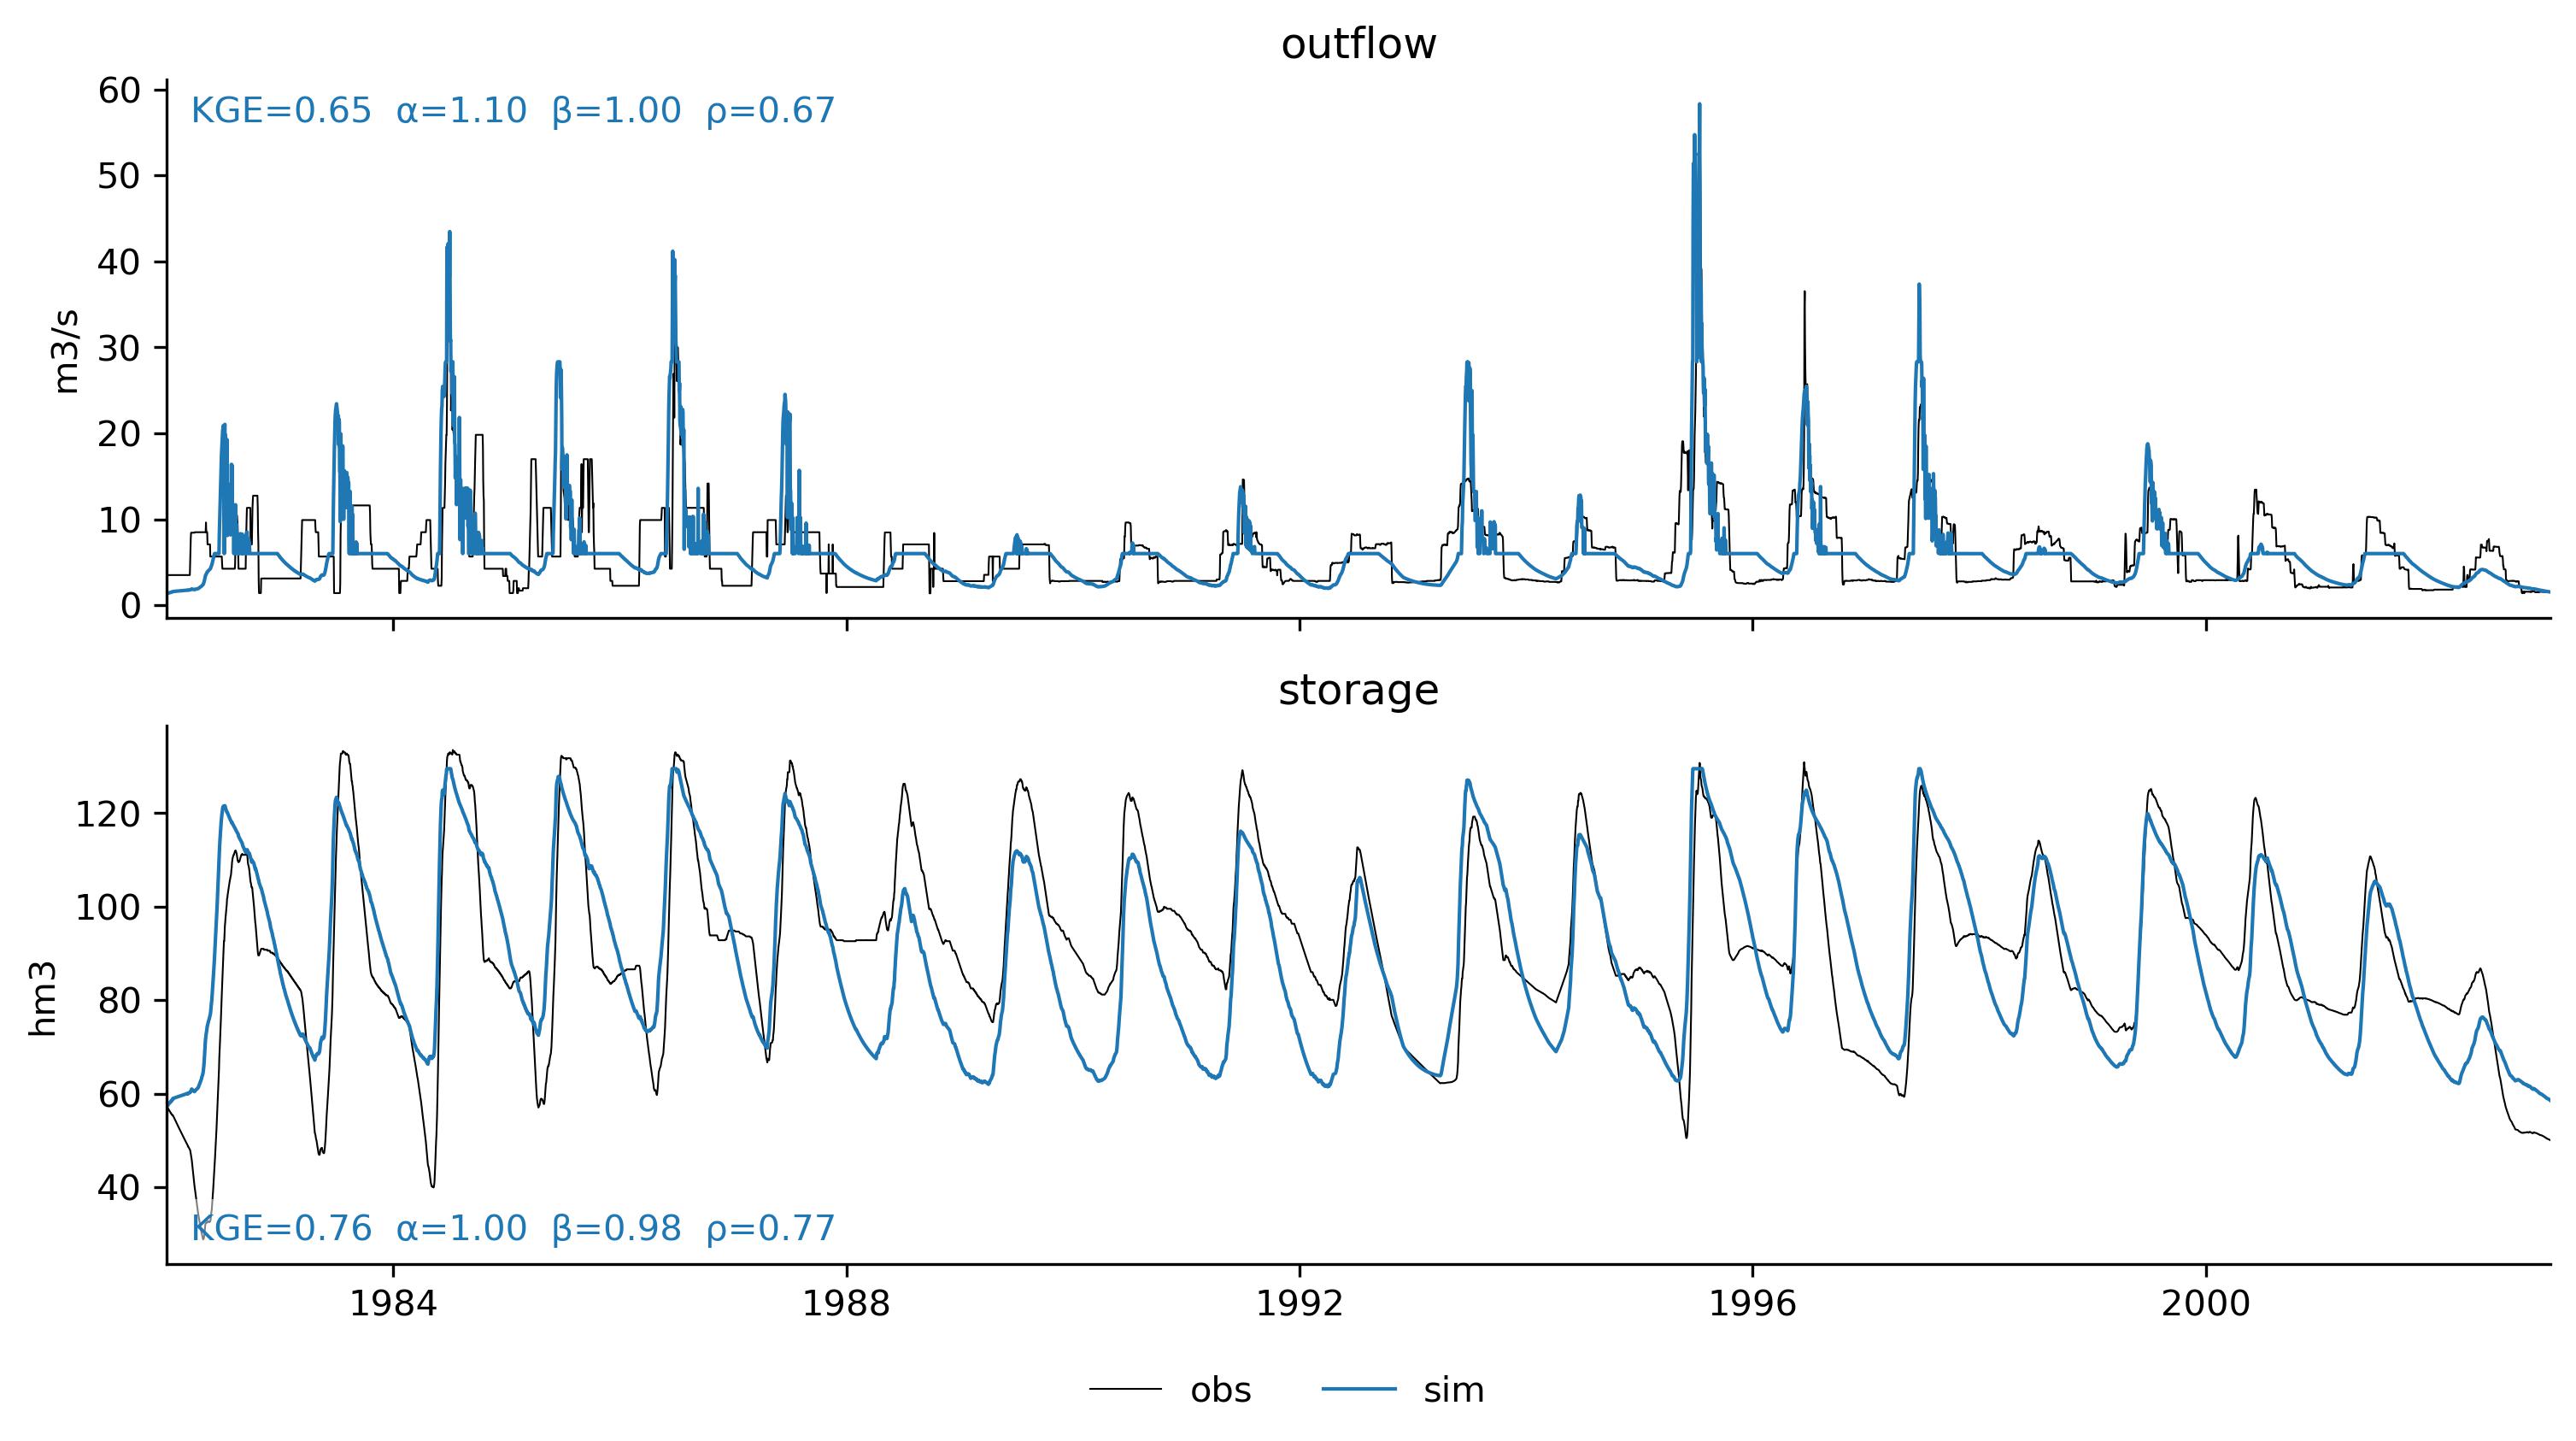 outflow
60
KGE=0.65 α=1.10 β=1.00 ρ=0.67
50
40
m3/s
30
20
10
0
storage
120
100
hm3
80
60
40
KGE=0.76 α=1.00 β=0.98 ρ=0.77
1984 1988 1992 1996 2000
obs sim